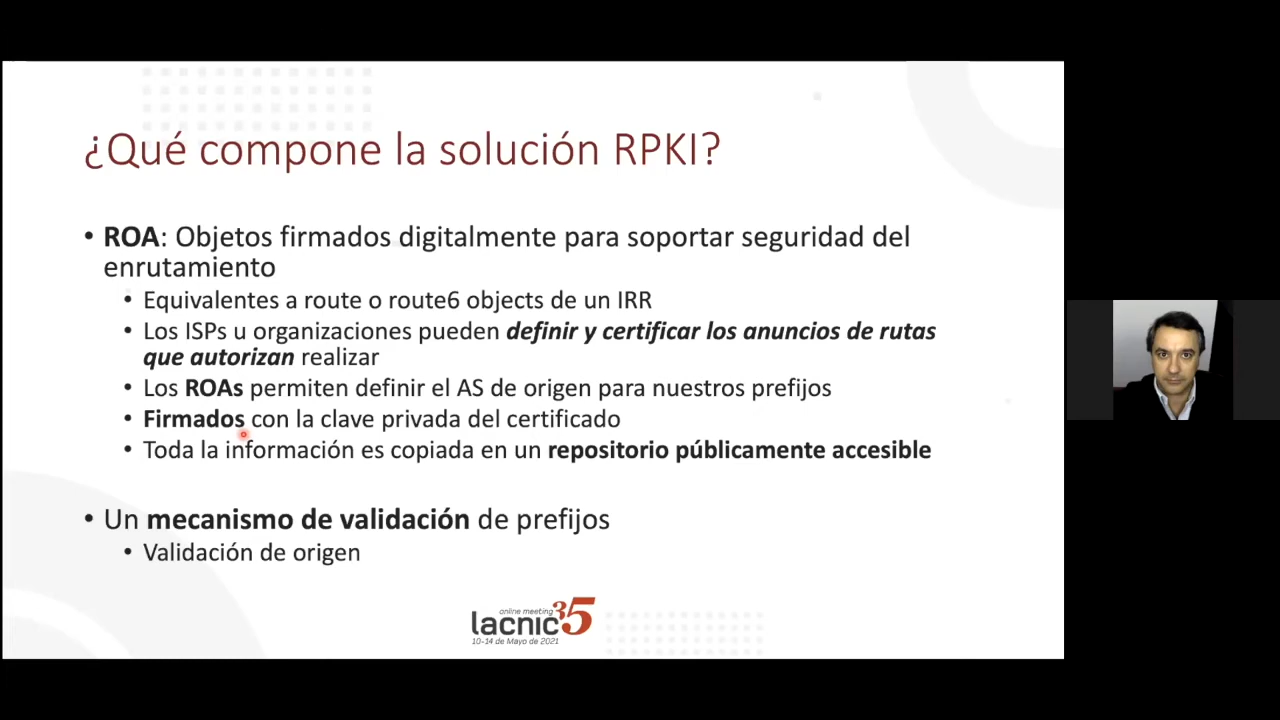 ¿Qué compone la solución RPKI?
• ROA: Objetos firmados digitalmente para soportar seguridad del
enrutamiento
• Equivalentes a route o route6 objects de un IRR
• Los ISPs u organizaciones pueden definir y certificar los anuncios de rutas
que autorizan realizar
• Los ROAs permiten definir el AS de origen para nuestros prefijos
• Firmados con la clave privada del certificado
• Toda la información es copiada en un repositorio públicamente accesible
• Un mecanismo de validación de prefijos
• Validación de origen
online meeting
lacnic35
10-14 de Mayo de 2021